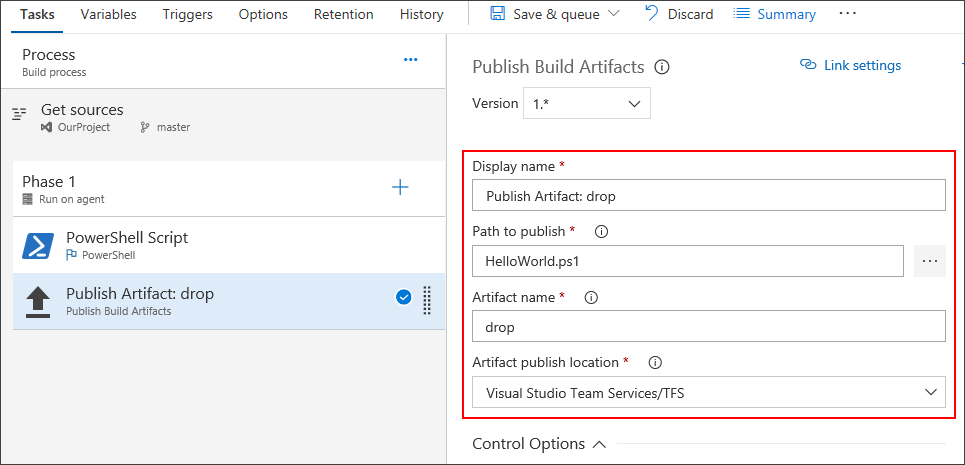 Tasks Variables Triggers Options Retention History Save & queue Discard Summary ...
Process ...
Build process
Get sources
OurProject master
Phase 1
Run on agent
PowerShell Script
PowerShell
Publish Artifact: drop
Publish Build Artifacts
Publish Build Artifacts Link settings
Version 1.*
Display name *
Publish Artifact: drop
Path to publish *
HelloWorld.ps1 ...
Artifact name *
drop
Artifact publish location *
Visual Studio Team Services/TFS
Control Options